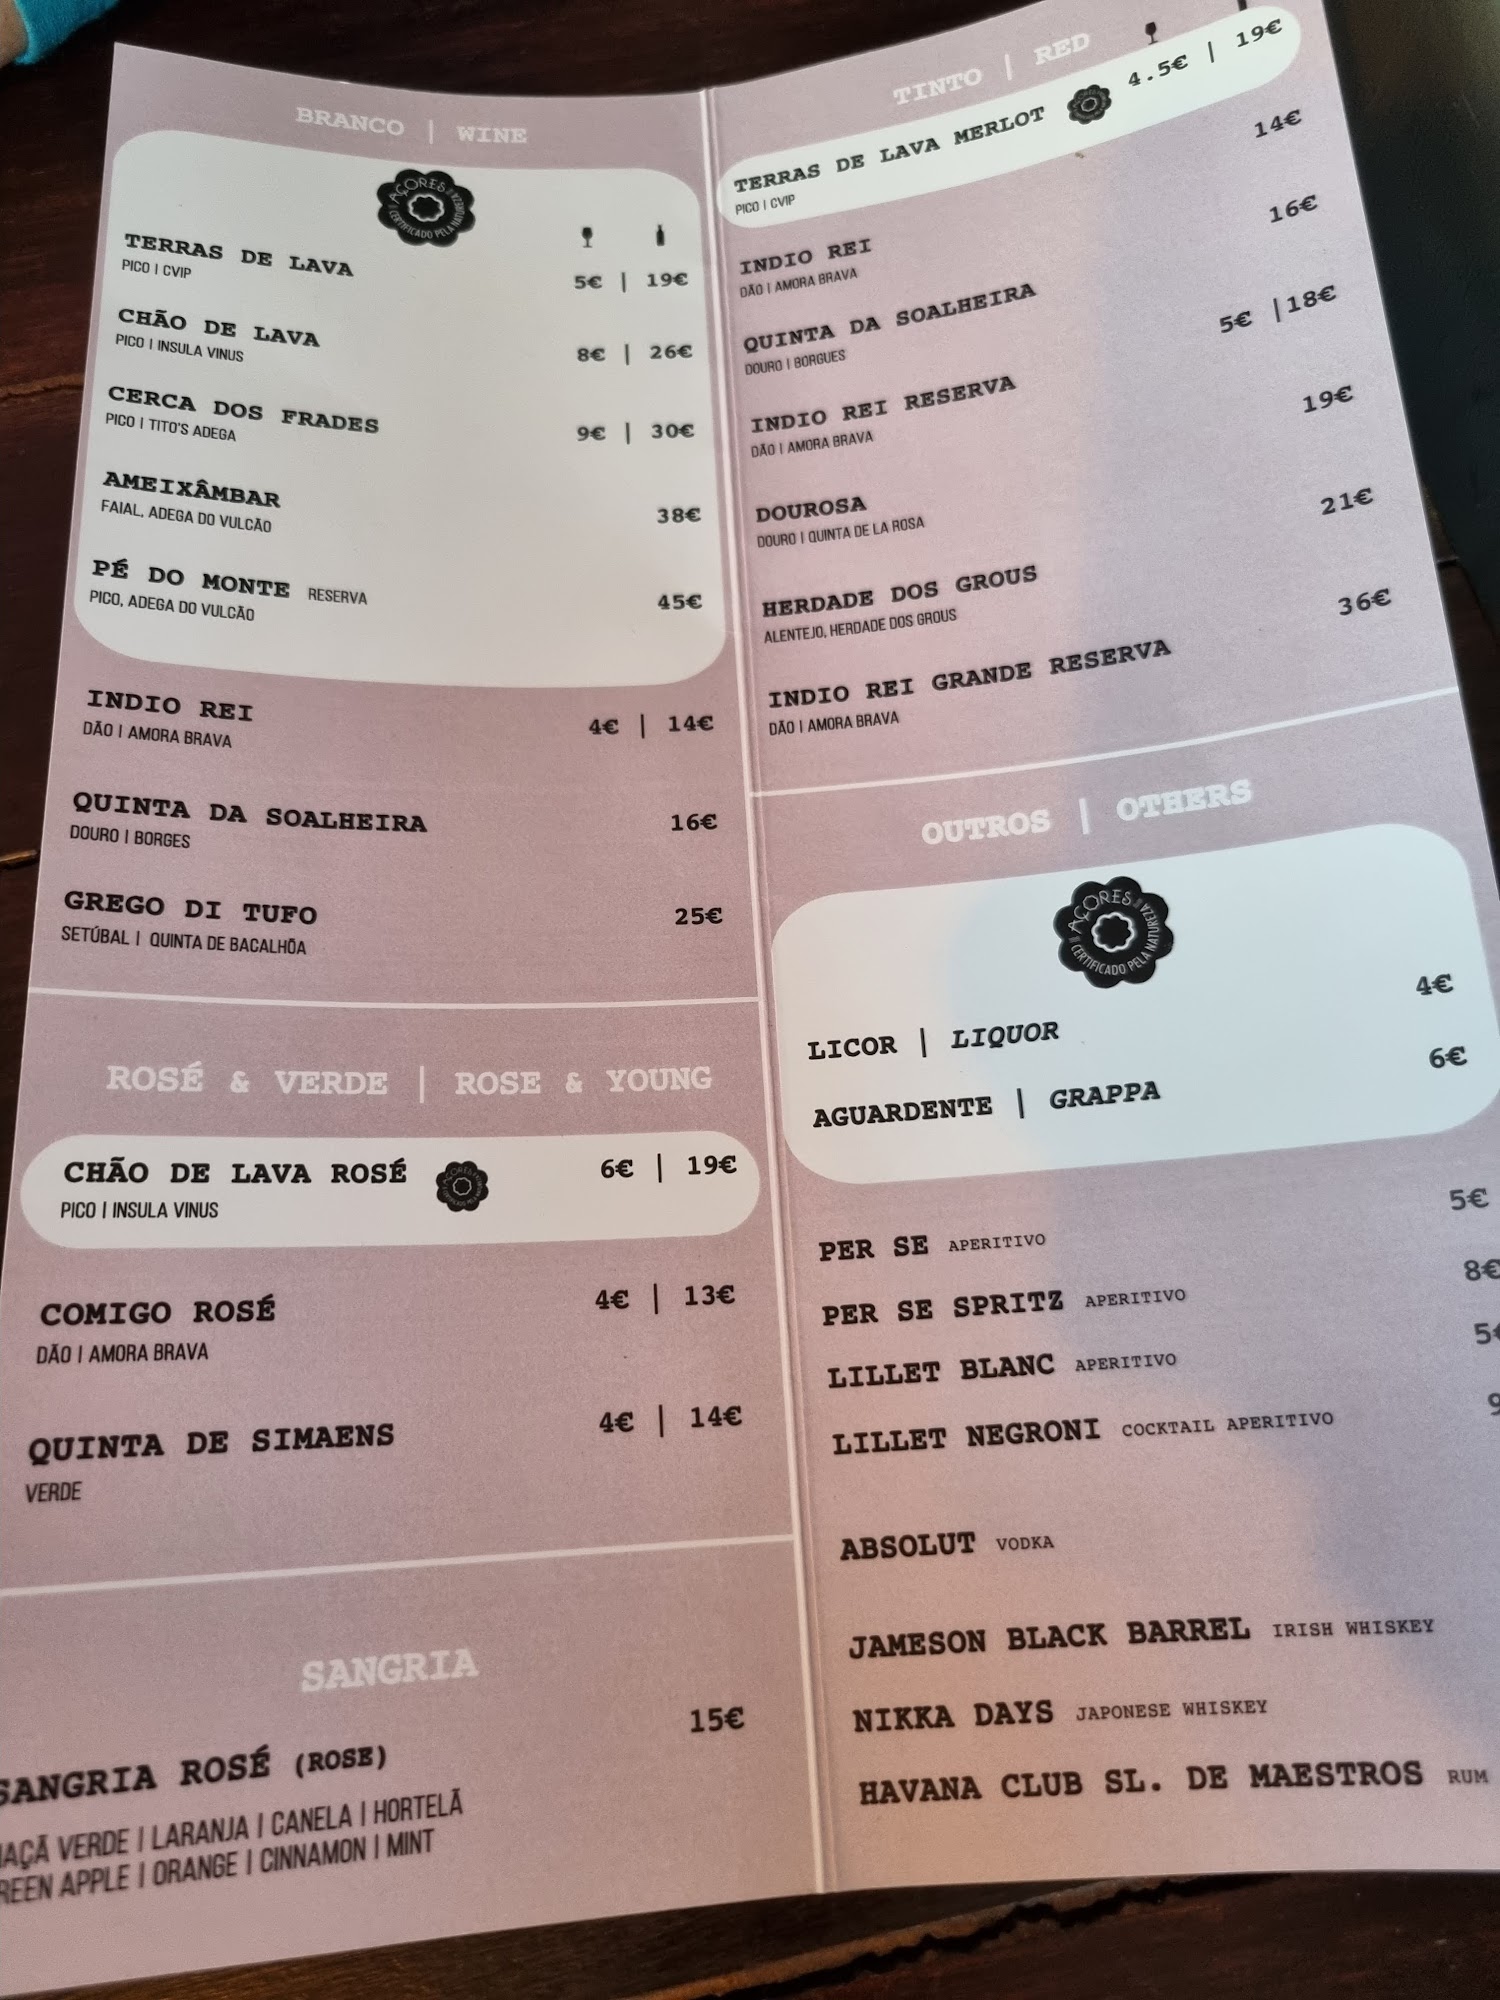 BRANCO | WINE
AÇORES
CERTIFICADO PELA NATUREZA
TERRAS DE LAVA 5€ | 19€
PICO | CVIP
CHÃO DE LAVA 8€ | 26€
PICO | INSULA VINUS
CERCA DOS FRADES 9€ | 30€
PICO | TITO'S ADEGA
AMEIXÂMBAR 38€
FAIAL, ADEGA DO VULCÃO
PÉ DO MONTE RESERVA 45€
PICO, ADEGA DO VULCÃO
INDIO REI 4€ | 14€
DÃO | AMORA BRAVA
QUINTA DA SOALHEIRA 16€
DOURO | BORGES
GREGO DI TUFO 25€
SETÚBAL | QUINTA DE BACALHÕA
ROSÉ & VERDE | ROSE & YOUNG
CHÃO DE LAVA ROSÉ 6€ | 19€
PICO | INSULA VINUS
COMIGO ROSÉ 4€ | 13€
DÃO | AMORA BRAVA
QUINTA DE SIMAENS 4€ | 14€
VERDE
SANGRIA
SANGRIA ROSÉ (ROSE) 15€
AÇÃ VERDE | LARANJA | CANELA | HORTELÃ
REEN APPLE | ORANGE | CINNAMON | MINT
TINTO | RED
TERRAS DE LAVA MERLOT 4.5€ | 19€
PICO | CVIP
INDIO REI 14€
DÃO | AMORA BRAVA
QUINTA DA SOALHEIRA 16€
DOURO | BORGUES
INDIO REI RESERVA 5€ |18€
DÃO | AMORA BRAVA
DOUROSA 19€
DOURO | QUINTA DE LA ROSA
HERDADE DOS GROUS 21€
ALENTEJO, HERDADE DOS GROUS
INDIO REI GRANDE RESERVA 36€
DÃO | AMORA BRAVA
OUTROS | OTHERS
AÇORES
CERTIFICADO PELA NATUREZA
LICOR | LIQUOR 4€
AGUARDENTE | GRAPPA 6€
PER SE APERITIVO 5€
PER SE SPRITZ APERITIVO 8€
LILLET BLANC APERITIVO 5€
LILLET NEGRONI COCKTAIL APERITIVO 9
ABSOLUT VODKA
JAMESON BLACK BARREL IRISH WHISKEY
NIKKA DAYS JAPONESE WHISKEY
HAVANA CLUB SL. DE MAESTROS RUM